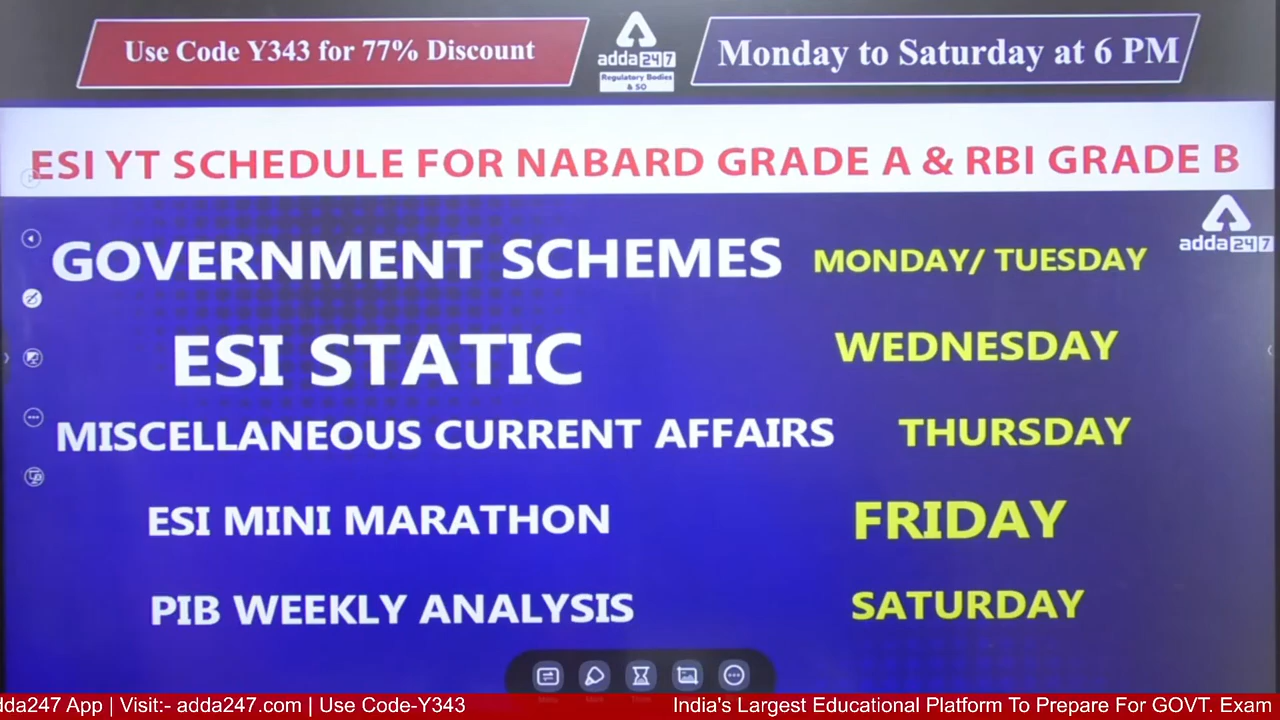 Use Code Y343 for 77% Discount
adda247
Regulatory Bodies
& SO
Monday to Saturday at 6 PM
ESI YT SCHEDULE FOR NABARD GRADE A & RBI GRADE B
adda247
GOVERNMENT SCHEMES MONDAY/ TUESDAY
ESI STATIC WEDNESDAY
MISCELLANEOUS CURRENT AFFAIRS THURSDAY
ESI MINI MARATHON FRIDAY
PIB WEEKLY ANALYSIS SATURDAY
dda247 App | Visit:- adda247.com | Use Code-Y343
India's Largest Educational Platform To Prepare For GOVT. Exam